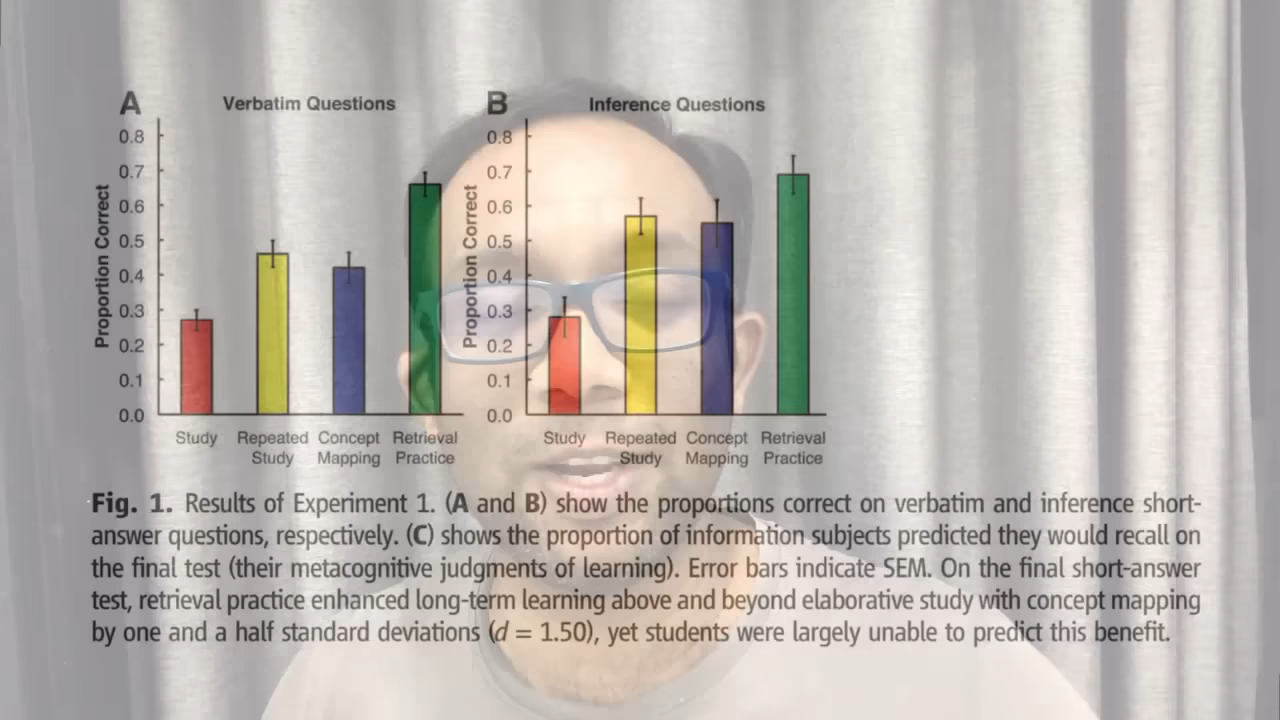 A Verbatim Questions
Proportion Correct
0.8
0.7
0.6
0.5
0.4
0.3
0.2
0.1
0.0
Study Repeated Study Concept Mapping Retrieval Practice
B Inference Questions
Proportion Correct
0.8
0.7
0.6
0.5
0.4
0.3
0.2
0.1
0.0
Study Repeated Study Concept Mapping Retrieval Practice
Fig. 1. Results of Experiment 1. (A and B) show the proportions correct on verbatim and inference short-
answer questions, respectively. (C) shows the proportion of information subjects predicted they would recall on
the final test (their metacognitive judgments of learning). Error bars indicate SEM. On the final short-answer
test, retrieval practice enhanced long-term learning above and beyond elaborative study with concept mapping
by one and a half standard deviations (d = 1.50), yet students were largely unable to predict this benefit.